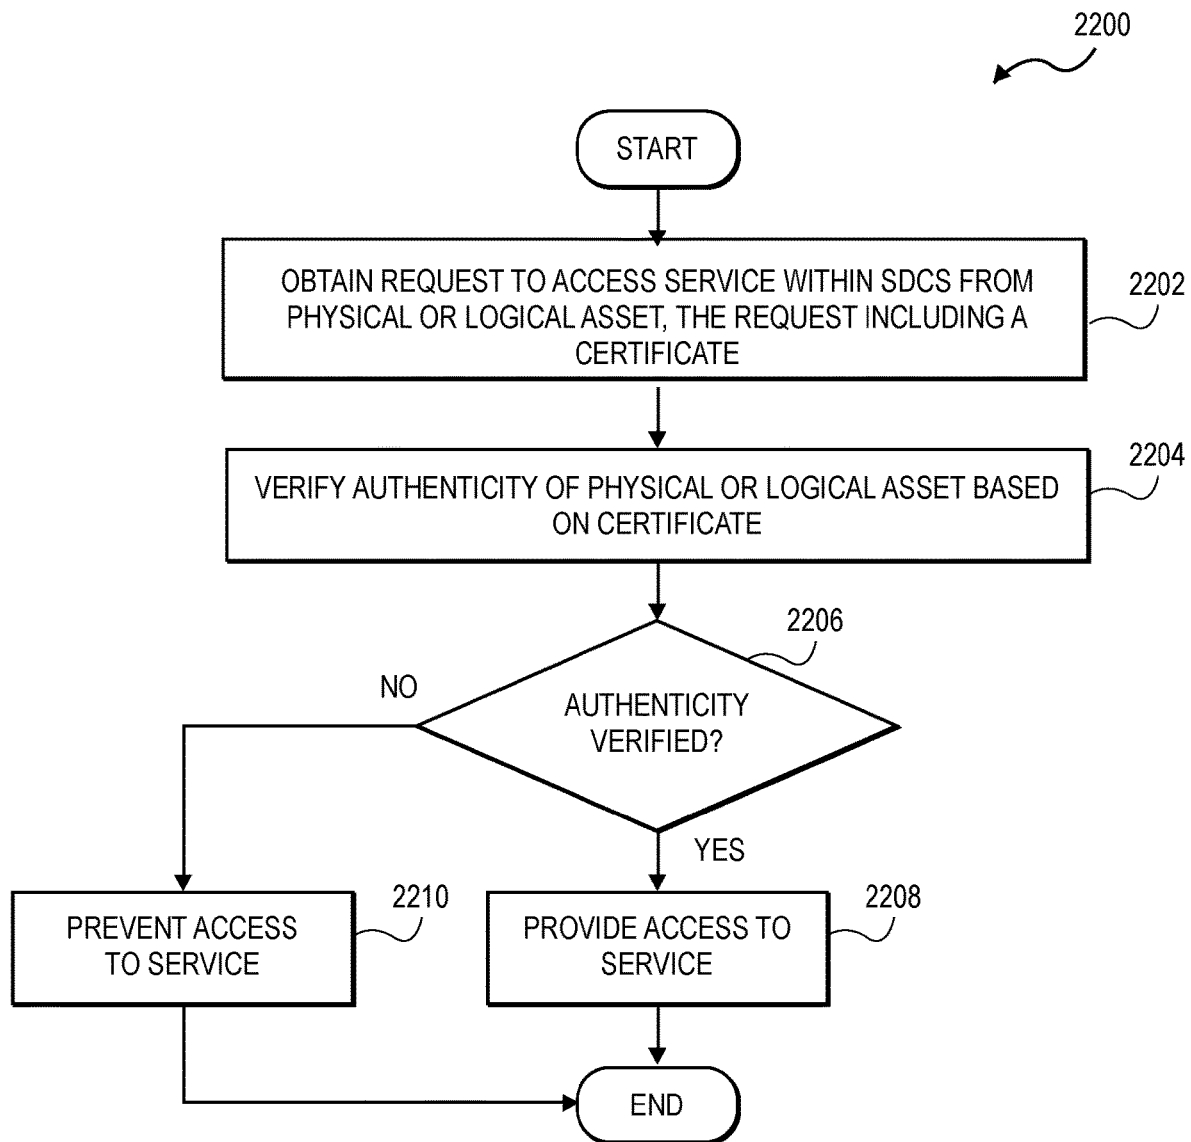 2200
START
OBTAIN REQUEST TO ACCESS SERVICE WITHIN SDCS FROM
PHYSICAL OR LOGICAL ASSET, THE REQUEST INCLUDING A
CERTIFICATE
2202
VERIFY AUTHENTICITY OF PHYSICAL OR LOGICAL ASSET BASED
ON CERTIFICATE
2204
2206
NO
AUTHENTICITY
VERIFIED?
YES
PREVENT ACCESS
TO SERVICE
2210
PROVIDE ACCESS TO
SERVICE
2208
END